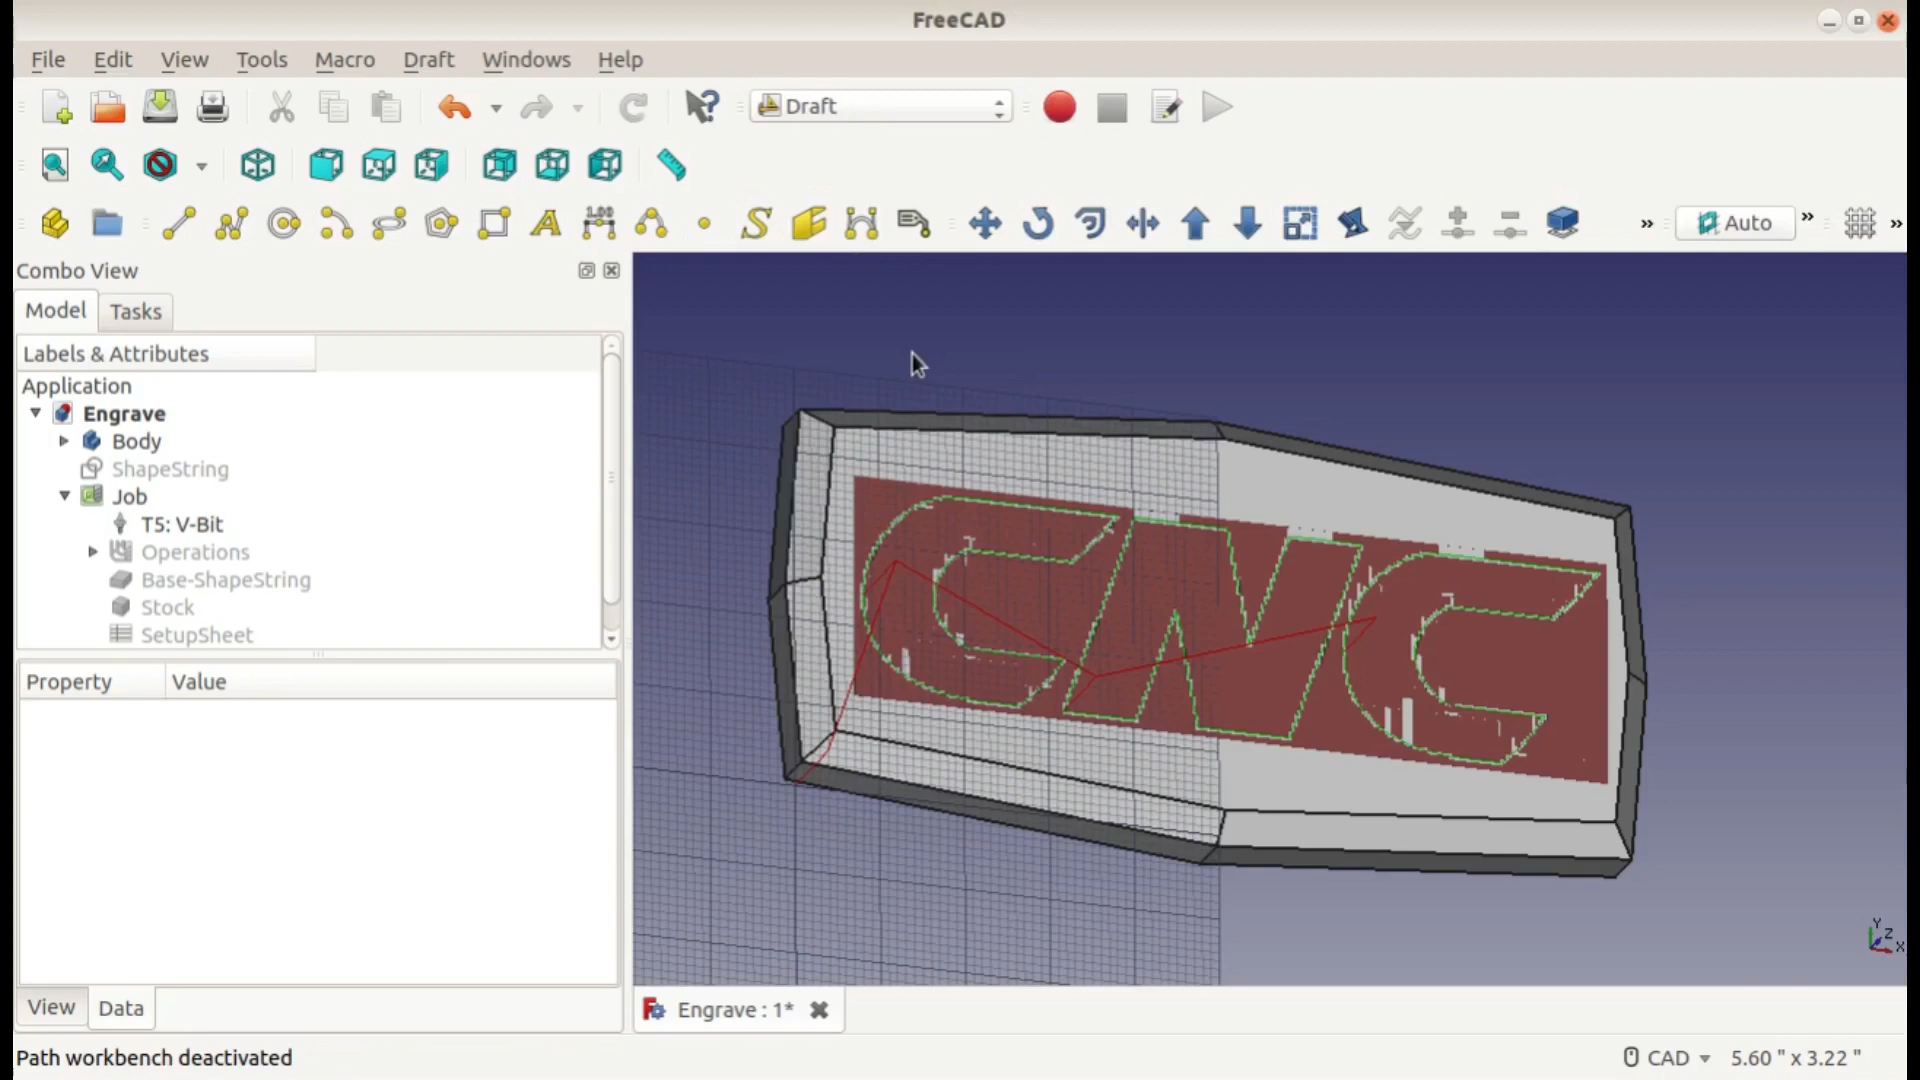 FreeCAD
File Edit View Tools Macro Draft Windows Help
Draft
A 1.00 S » Auto » »
Combo View
Model Tasks
Labels & Attributes
Application
Engrave
Body
ShapeString
Job
T5: V-Bit
Operations
Base-ShapeString
Stock
SetupSheet
Property Value
CNC
Y
Z
X
View Data
Engrave : 1*
Path workbench deactivated
CAD 5.60 " x 3.22 "